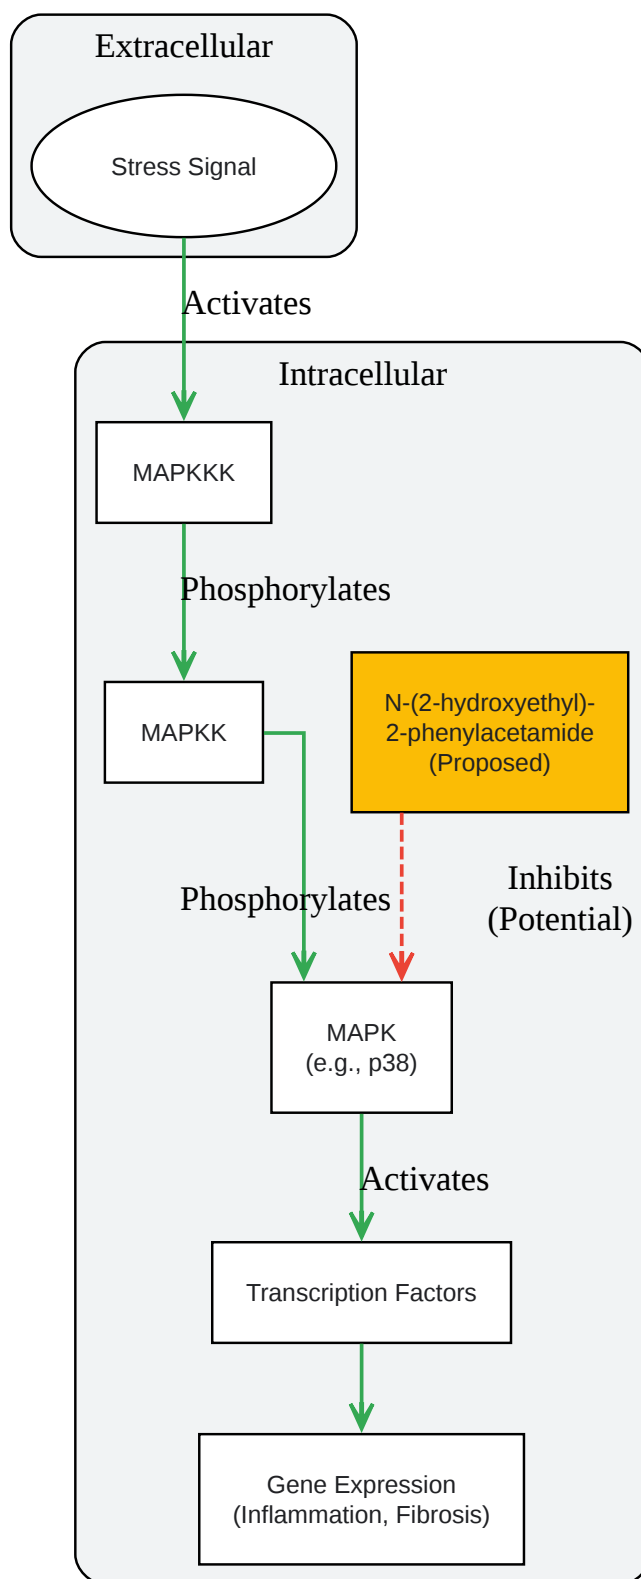 Extracellular
Stress Signal
Activates
Intracellular
MAPKKK
Phosphorylates
MAPKK
N-(2-hydroxyethyl)-
2-phenylacetamide
(Proposed)
Phosphorylates
Inhibits
(Potential)
MAPK
(e.g., p38)
Activates
Transcription Factors
Gene Expression
(Inflammation, Fibrosis)